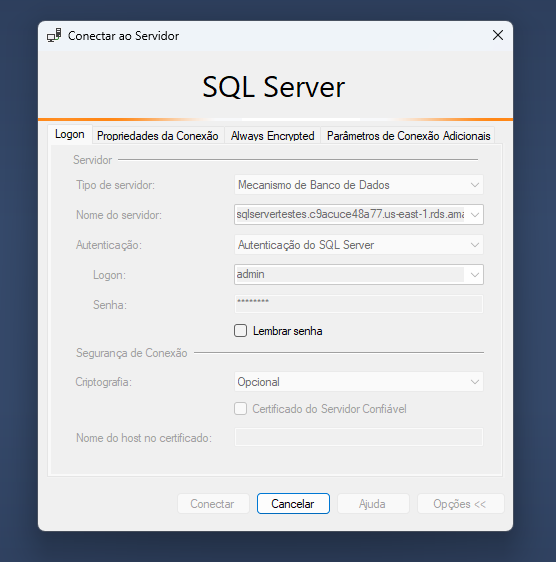 Conectar ao Servidor
SQL Server
Logon Propriedades da Conexão Always Encrypted Parâmetros de Conexão Adicionais
Servidor
Tipo de servidor: Mecanismo de Banco de Dados
Nome do servidor: sqlservertestes.c9acuce48a77.us-east-1.rds.ama
Autenticação: Autenticação do SQL Server
Logon: admin
Senha: ********
Lembrar senha
Segurança de Conexão
Criptografia: Opcional
Certificado do Servidor Confiável
Nome do host no certificado:
Conectar Cancelar Ajuda Opções <<